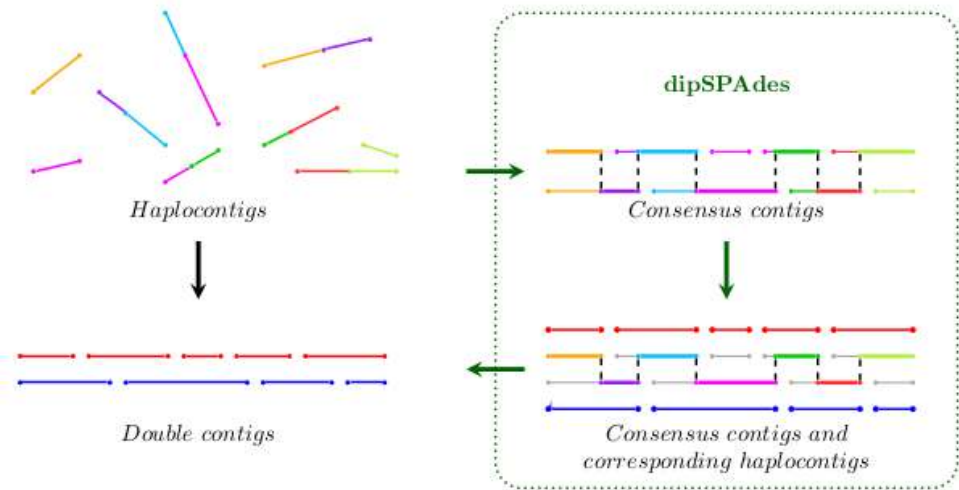 dipSPAdes
Haplocontigs
Consensus contigs
Double contigs
Consensus contigs and
corresponding haplocontigs